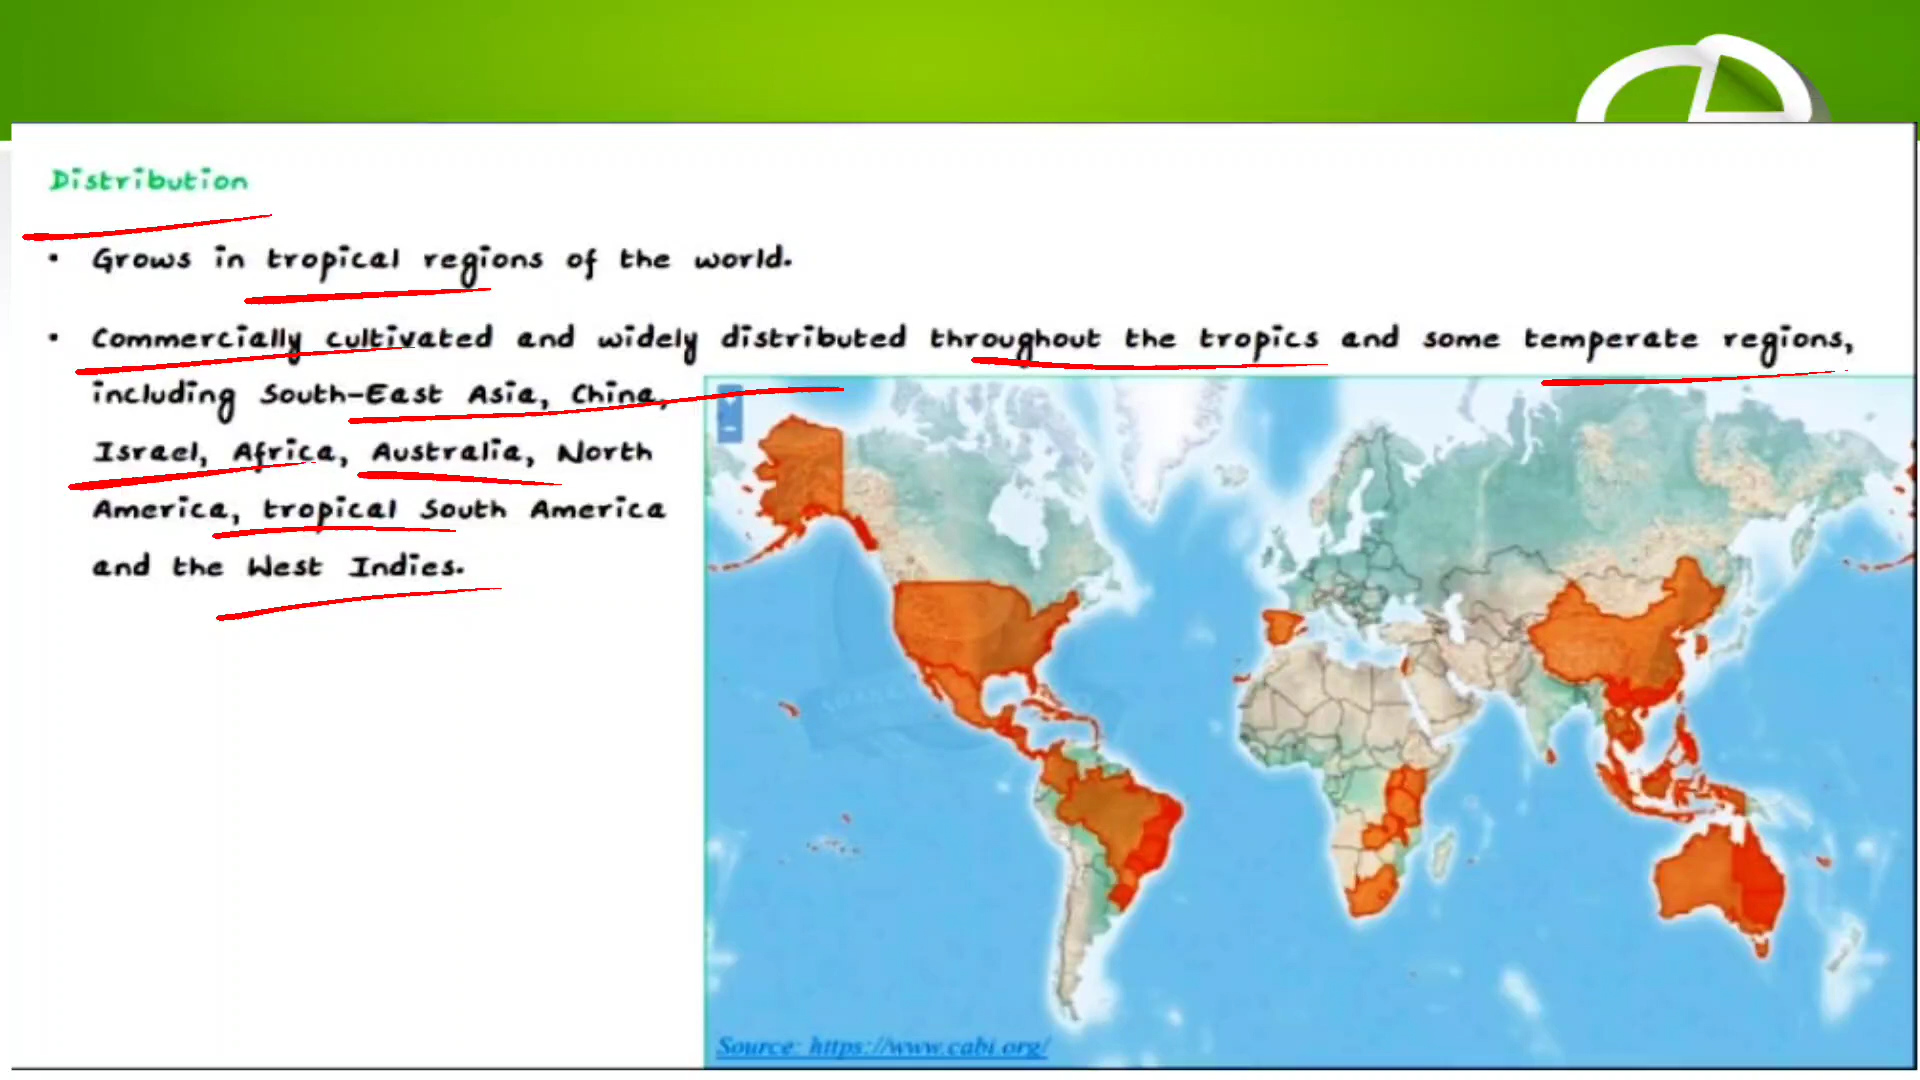 Distribution
• Grows in tropical regions of the world.
• Commercially cultivated and widely distributed throughout the tropics and some temperate regions,
including South-East Asia, China,
Israel, Africa, Australia, North
America, tropical South America
and the West Indies.
Source: https://www.cabi.org/